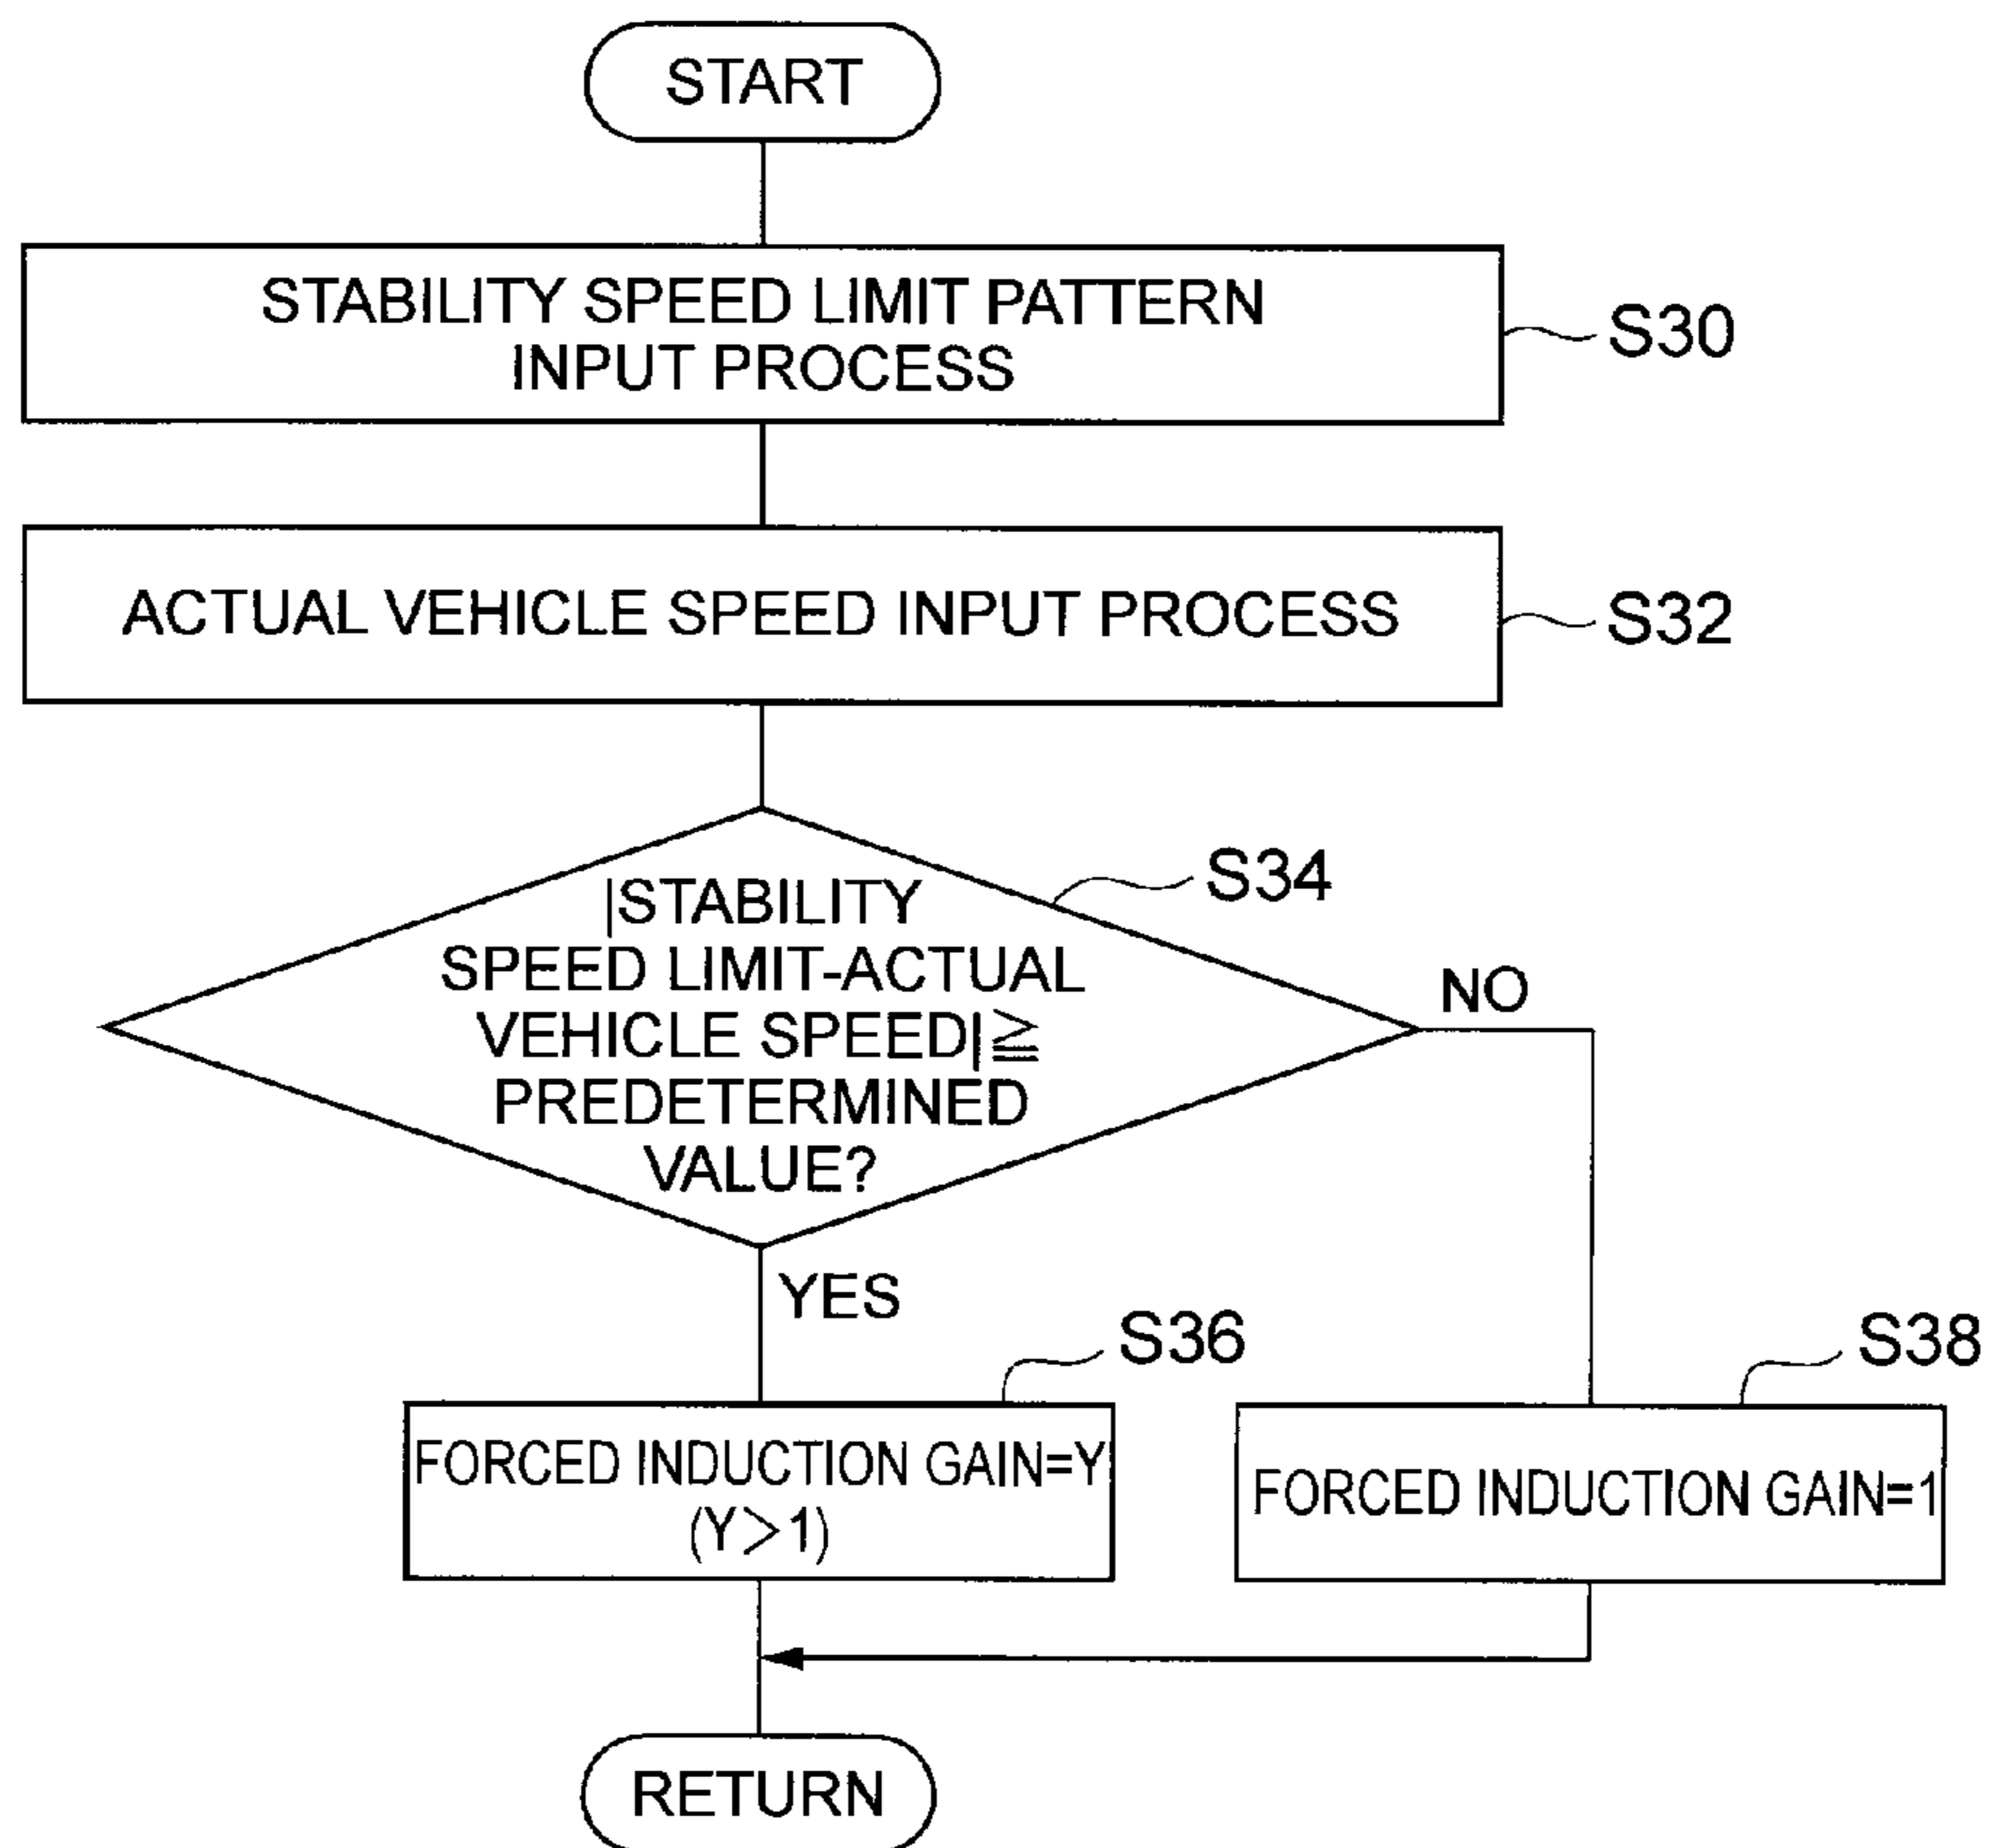 START
STABILITY SPEED LIMIT PATTERN
INPUT PROCESS
S30
ACTUAL VEHICLE SPEED INPUT PROCESS
S32
S34
|STABILITY
SPEED LIMIT-ACTUAL
VEHICLE SPEED|≧
PREDETERMINED
VALUE?
NO
YES
S36
FORCED INDUCTION GAIN=Y
(Y>1)
S38
FORCED INDUCTION GAIN=1
RETURN